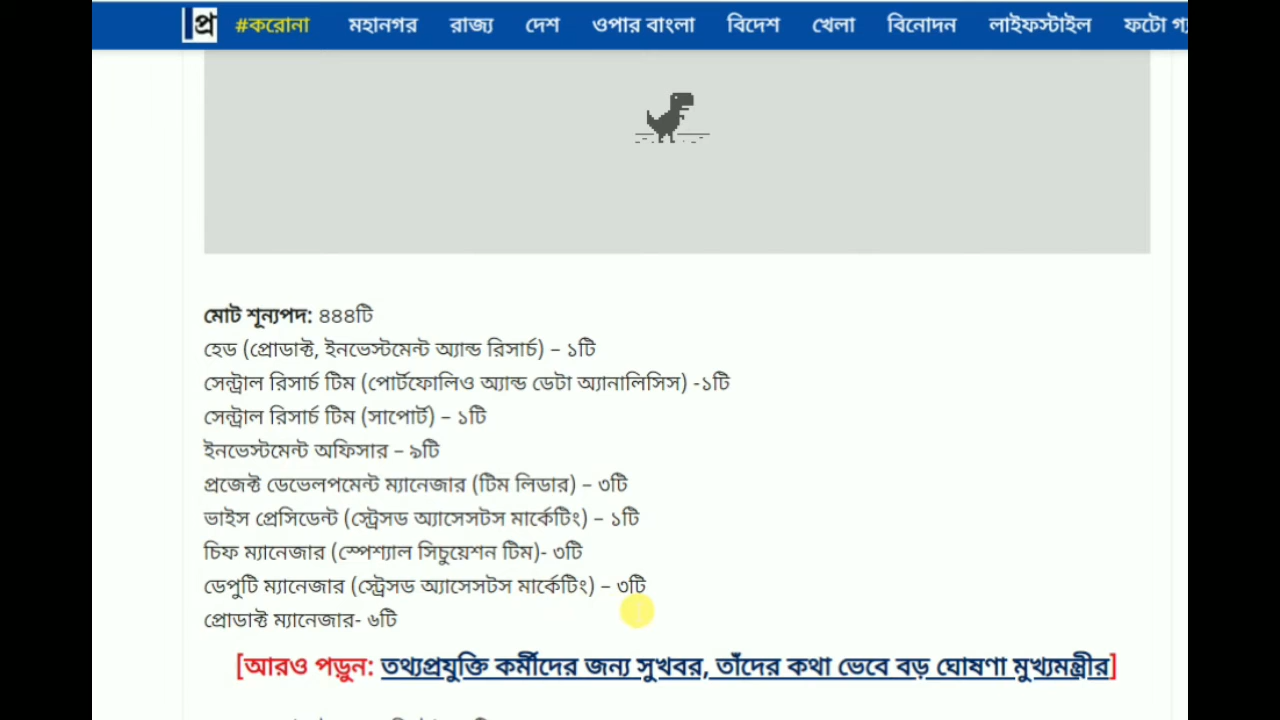 প্র #করোনা মহানগর রাজ্য দেশ ওপার বাংলা বিদেশ খেলা বিনোদন লাইফস্টাইল ফটো
মোট শূন্যপদ: ৪৪৪টি
হেড (প্রোডাক্ট, ইনভেস্টমেন্ট অ্যান্ড রিসার্চ) – ১টি
সেন্ট্রাল রিসার্চ টিম (পোর্টফোলিও অ্যান্ড ডেটা অ্যানালিসিস) -১টি
সেন্ট্রাল রিসার্চ টিম (সাপোর্ট) – ১টি
ইনভেস্টমেন্ট অফিসার – ৯টি
প্রজেক্ট ডেভেলপমেন্ট ম্যানেজার (টিম লিডার) – ৩টি
ভাইস প্রেসিডেন্ট (স্ট্রেসড অ্যাসেসটস মার্কেটিং) – ১টি
চিফ ম্যানেজার (স্পেশ্যাল সিচুয়েশন টিম)- ৩টি
ডেপুটি ম্যানেজার (স্ট্রেসড অ্যাসেসটস মার্কেটিং) – ৩টি
প্রোডাক্ট ম্যানেজার- ৬টি
[আরও পড়ুন: তথ্যপ্রযুক্তি কর্মীদের জন্য সুখবর, তাঁদের কথা ভেবে বড় ঘোষণা মুখ্যমন্ত্রীর]